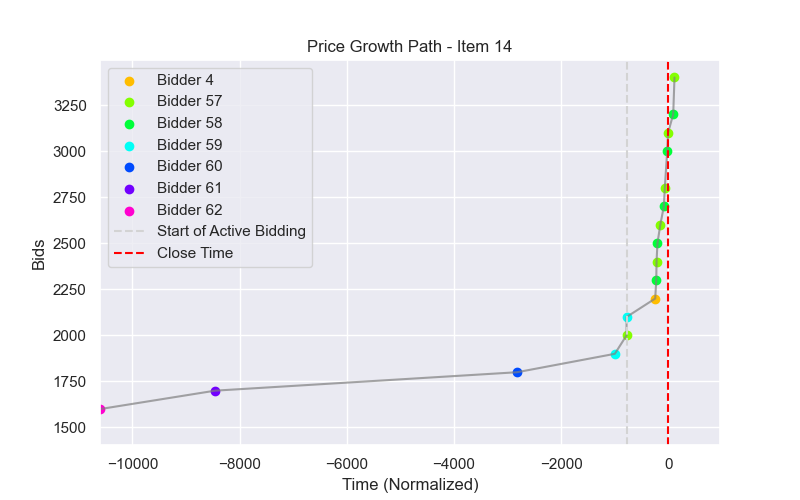 Price Growth Path - Item 14
Bidder 4
Bidder 57
Bidder 58
Bidder 59
Bidder 60
Bidder 61
Bidder 62
Start of Active Bidding
Close Time
Bids
3250
3000
2750
2500
2250
2000
1750
1500
−10000 −8000 −6000 −4000 −2000 0
Time (Normalized)